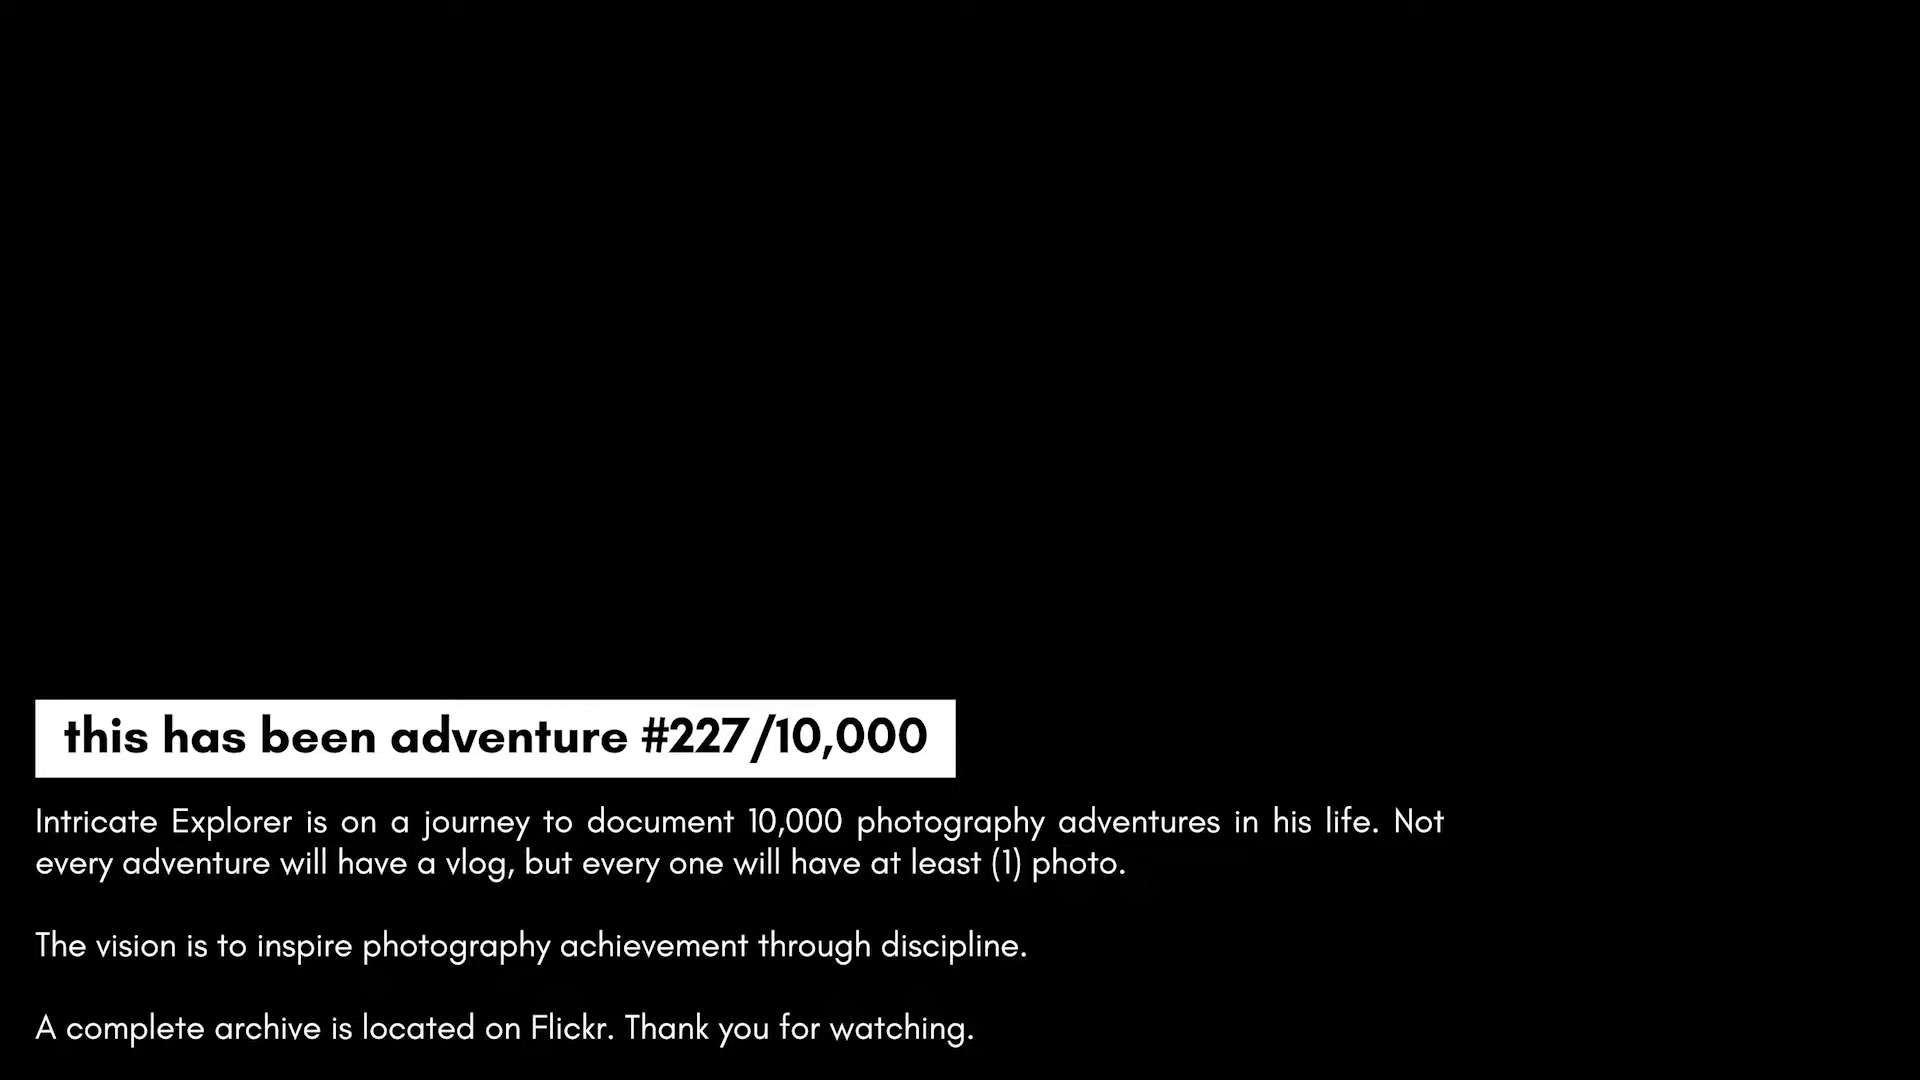 this has been adventure #227/10,000
Intricate Explorer is on a journey to document 10,000 photography adventures in his life. Not
every adventure will have a vlog, but every one will have at least (1) photo.
The vision is to inspire photography achievement through discipline.
A complete archive is located on Flickr. Thank you for watching.